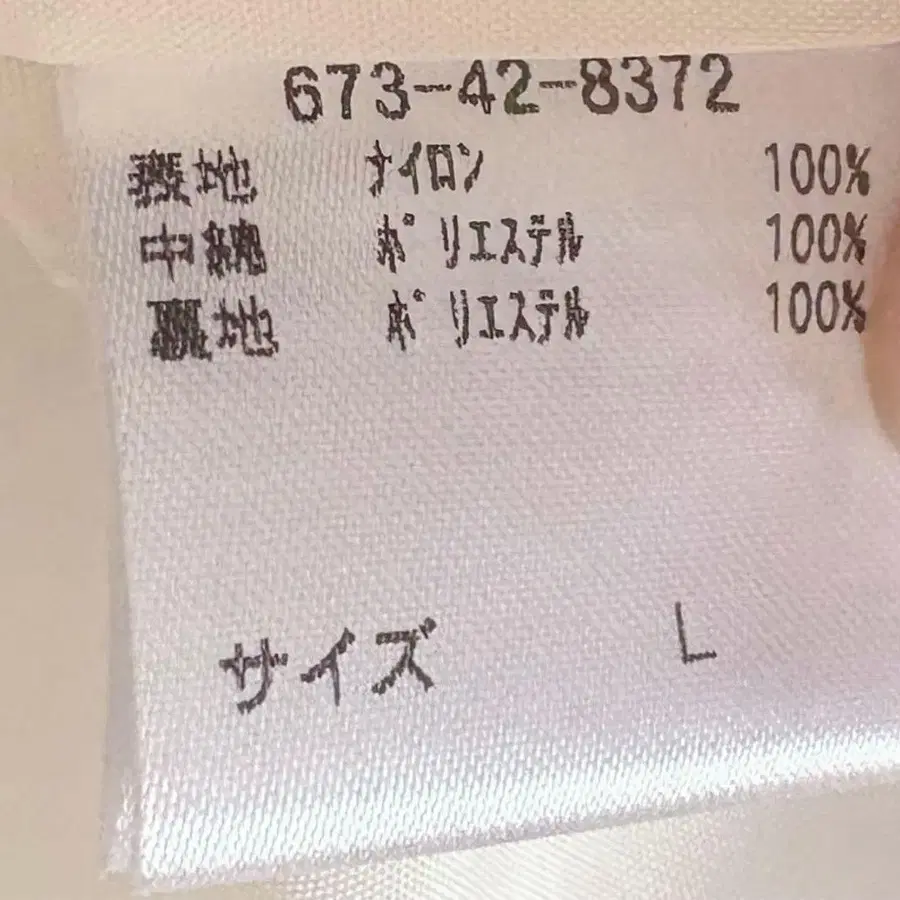 673-42-8372
表地 ナイロン 100%
中綿 ポリエステル 100%
裏地 ポリエステル 100%
サイズ L